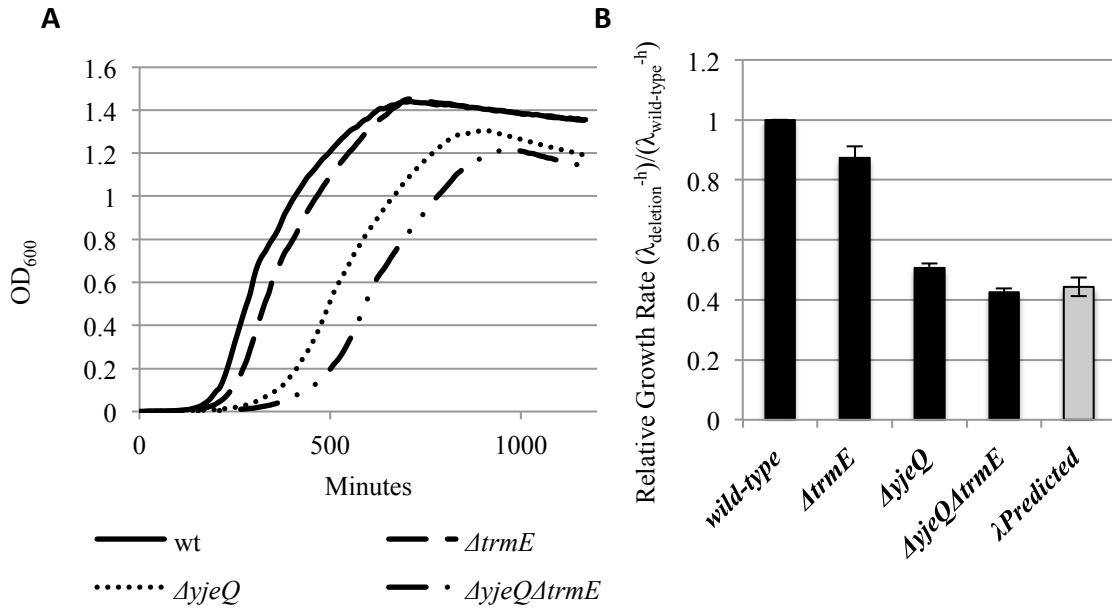 A
B
1.6
1.4
1.2
1
0.8
0.6
0.4
0.2
0
OD600
0
500
1000
Minutes
wt
ΔtrmE
ΔyjeQ
ΔyjeQΔtrmE
Relative Growth Rate (λdeletion-h)/(λwild-type-h)
1.2
1
0.8
0.6
0.4
0.2
0
wild-type
ΔtrmE
ΔyjeQ
ΔyjeQΔtrmE
λPredicted